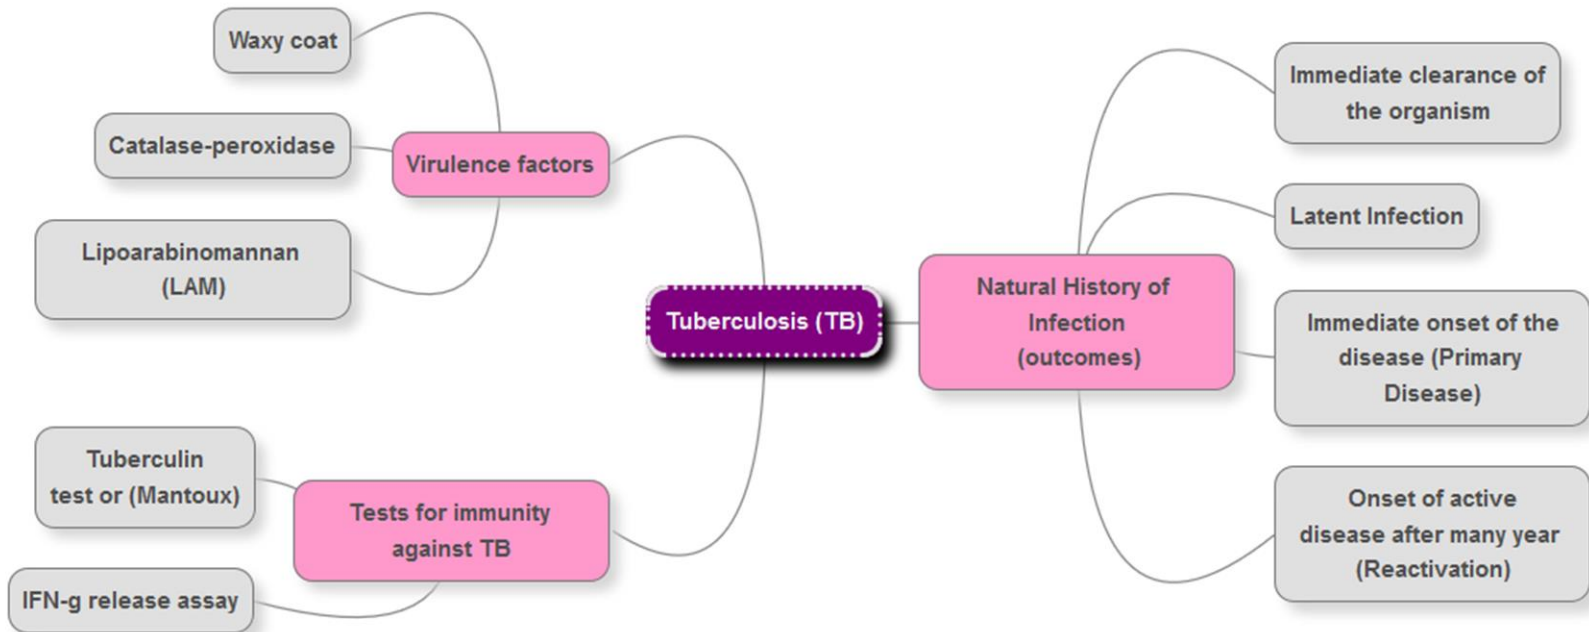 Waxy coat
Catalase-peroxidase
Virulence factors
Lipoarabinomannan
(LAM)
Tuberculosis (TB)
Tuberculin
test or (Mantoux)
Tests for immunity
against TB
IFN-g release assay
Natural History of
Infection
(outcomes)
Immediate clearance of
the organism
Latent Infection
Immediate onset of the
disease (Primary
Disease)
Onset of active
disease after many year
(Reactivation)